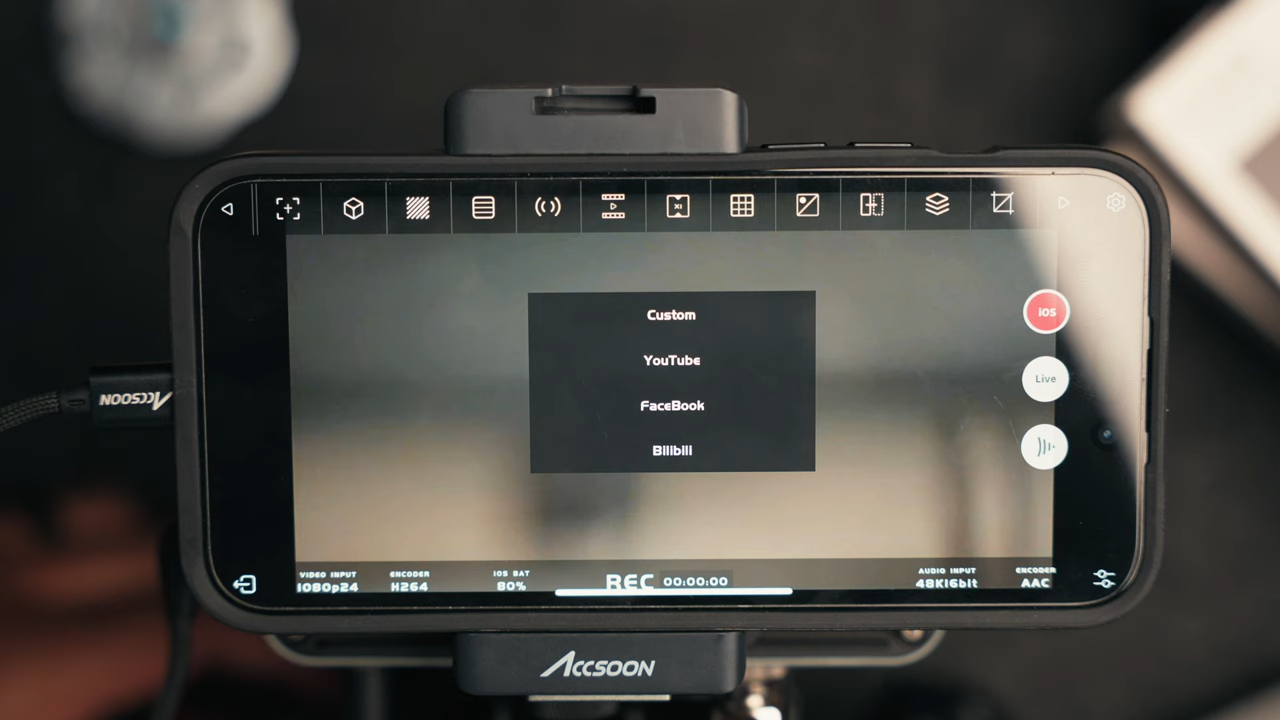 Custom
YouTube
FaceBook
Bilibili
iOS
Live
ACCSOON
VIDEO INPUT
1080p24
ENCODER
H264
IOS BAT
80%
REC 00:00:00
AUDIO INPUT
48K16bit
ENCODER
AAC
ACCSOON